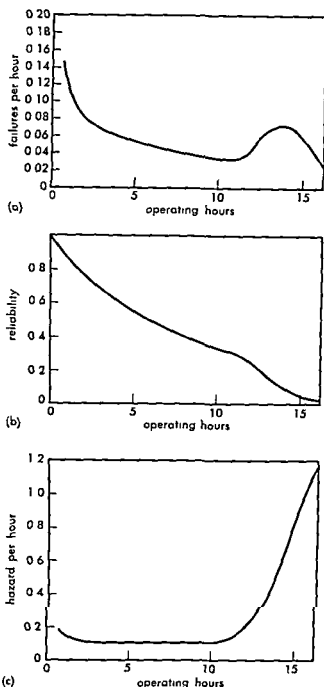 0 20
0 18
0 16
0 14
0 12
0 10
0 08
0 06
0 04
0 02
0
failures per hour
0 5 10 15
operating hours
(a)
0 8
0 6
0 4
0 2
0
reliability
0 5 10 15
operating hours
(b)
1 2
1 0
0 8
0 6
0 4
0 2
0
hazard per hour
0 5 10 15
operating hours
(c)